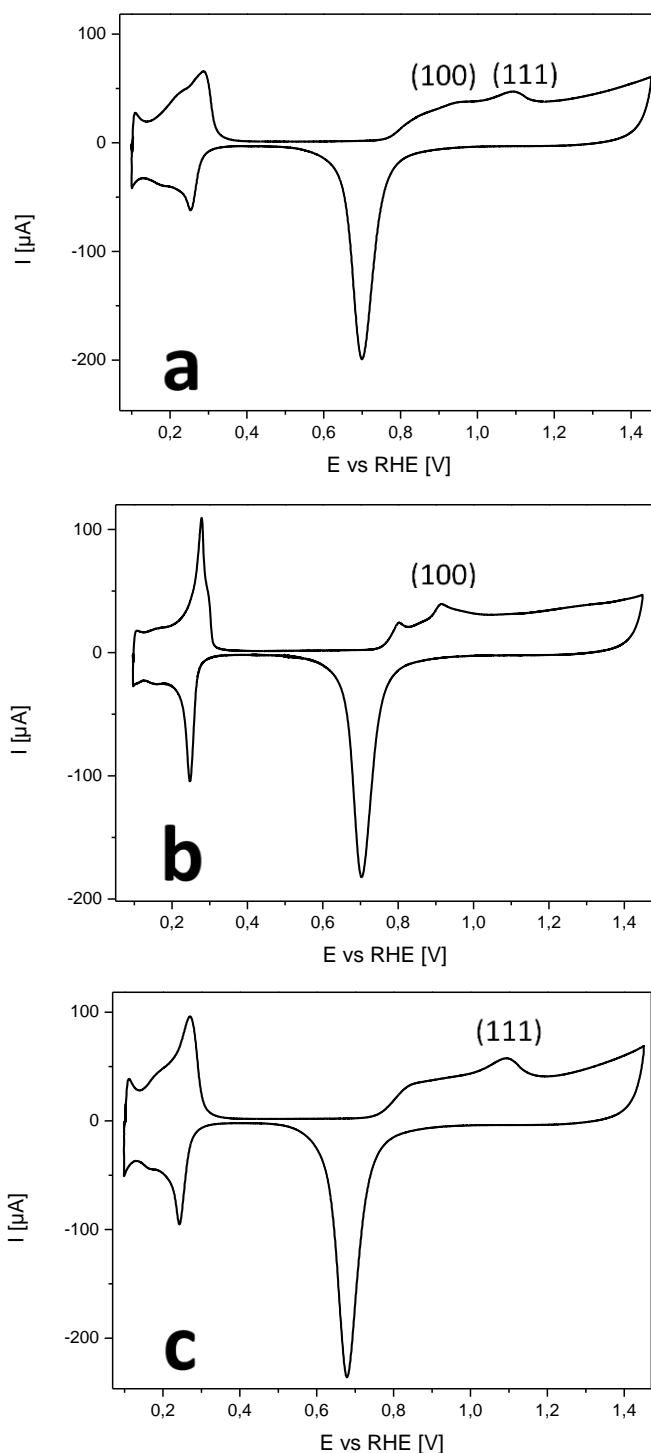 100
(100) (111)
0
I [µA]
-100
-200
a
0,2 0,4 0,6 0,8 1,0 1,2 1,4
E vs RHE [V]
100
(100)
0
I [µA]
-100
b
-200
0,2 0,4 0,6 0,8 1,0 1,2 1,4
E vs RHE [V]
100
(111)
0
I [µA]
-100
-200
c
0,2 0,4 0,6 0,8 1,0 1,2 1,4
E vs RHE [V]